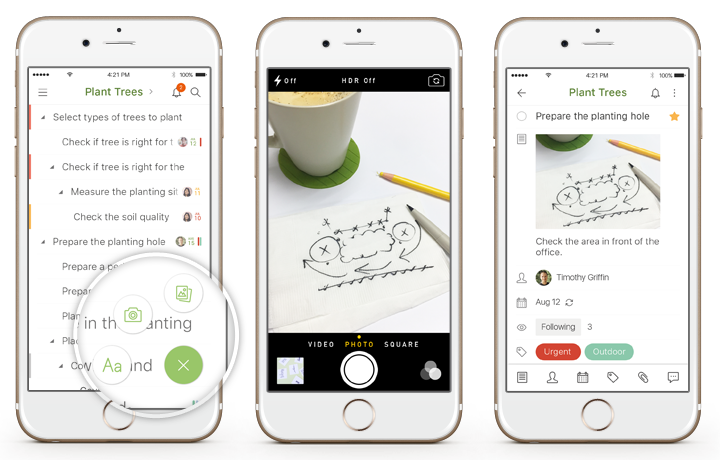 4:21 PM 100%
Plant Trees
2
Select types of trees to plant
Check if tree is right for t
Check if tree is right for the
Measure the planting sit
Check the soil quality
Prepare the planting hole
15
Prepare a pe
Prepar
Plan
Plac
in the planting
Aa
and
Off
HDR Off
VIDEO PHOTO SQUARE
4:21 PM 100%
Plant Trees
Prepare the planting hole
Check the area in front of the
office.
Timothy Griffin
Aug 12
Following 3
Urgent Outdoor